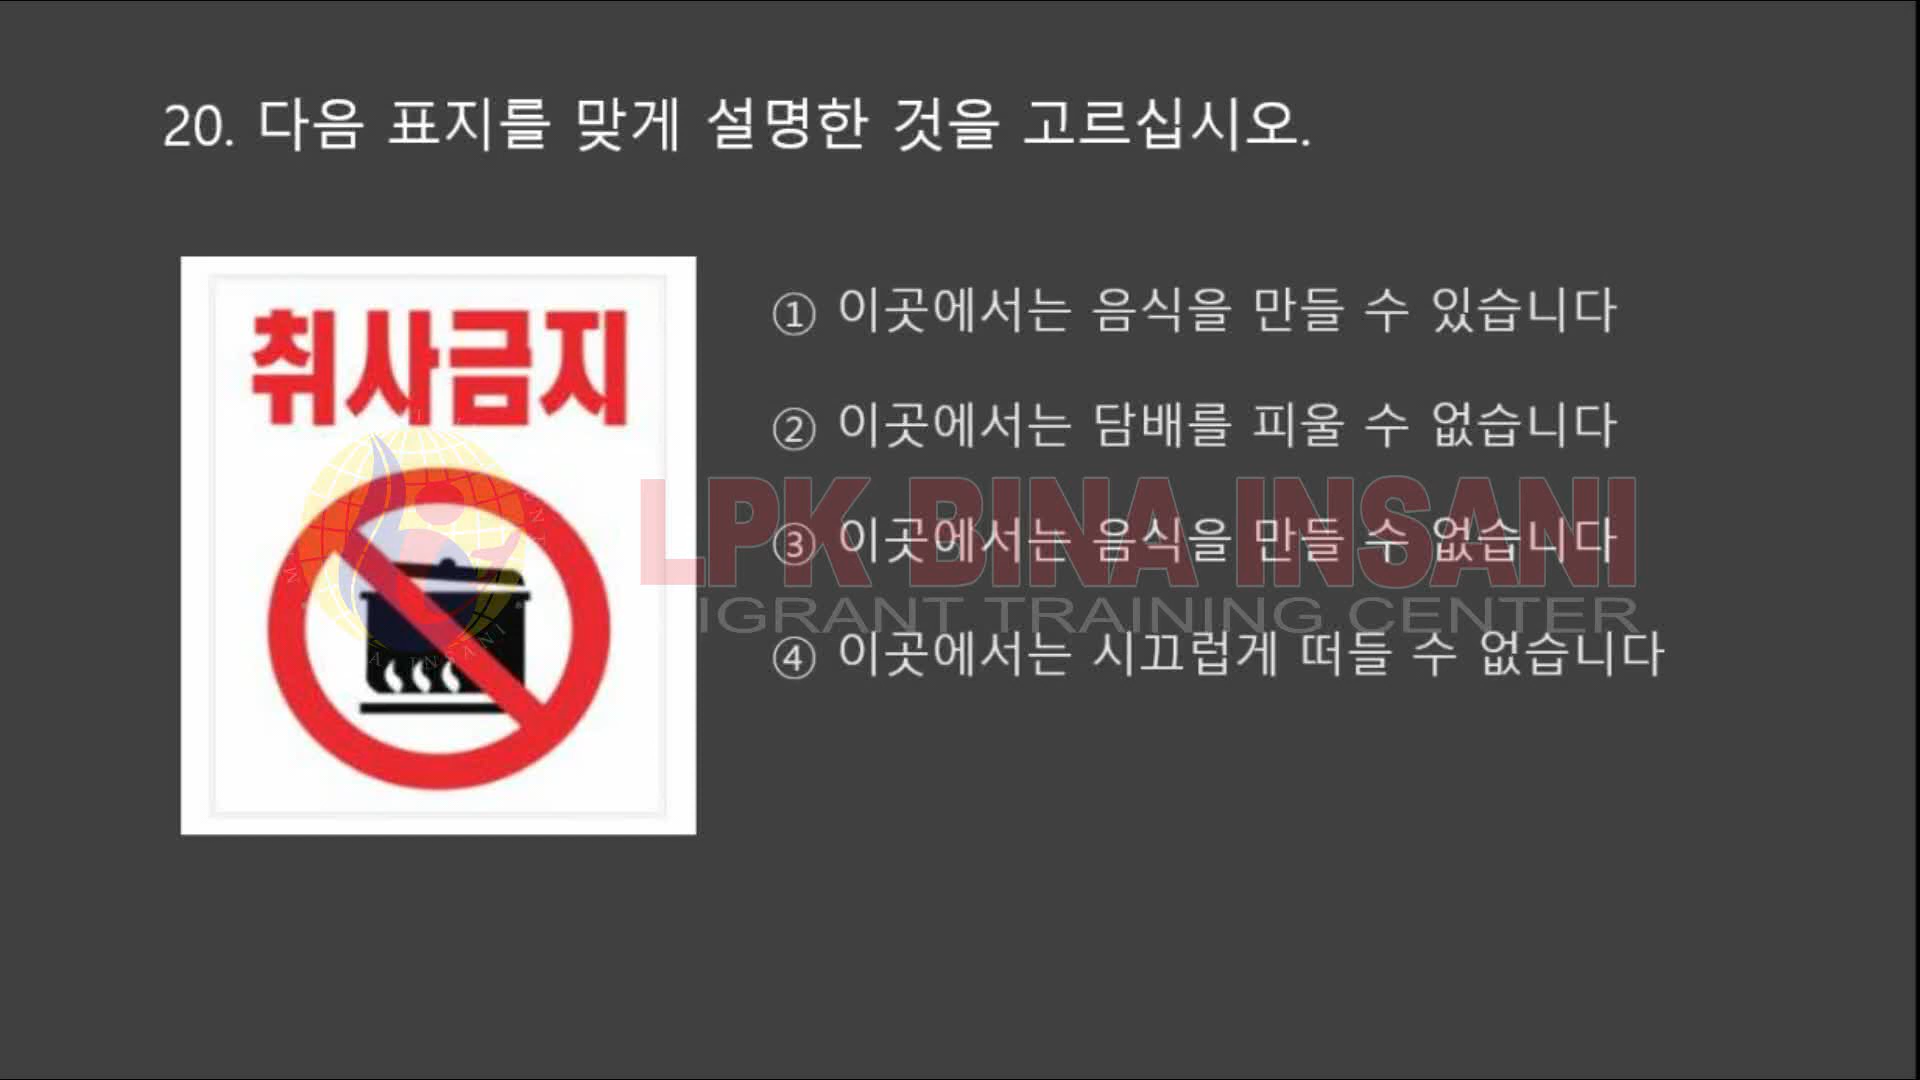 20. 다음 표지를 맞게 설명한 것을 고르십시오.
취사금지
① 이곳에서는 음식을 만들 수 있습니다
② 이곳에서는 담배를 피울 수 없습니다
③ 이곳에서는 음식을 만들 수 없습니다
④ 이곳에서는 시끄럽게 떠들 수 없습니다
LPK BINA INSANI
MIGRANT TRAINING CENTER